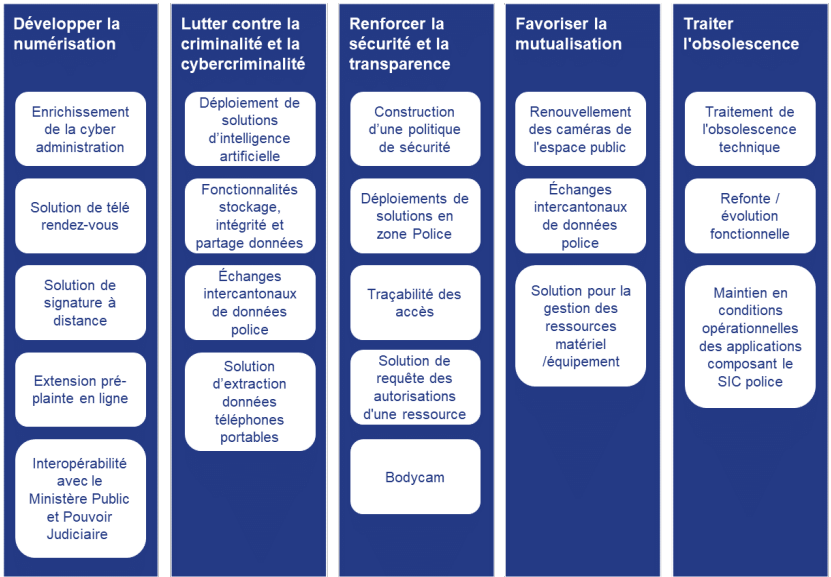 Développer la
numérisation
Enrichissement
de la cyber
administration
Solution de télé
rendez-vous
Solution de
signature à
distance
Extension pré-
plainte en ligne
Interopérabilité
avec le
Ministère Public
et Pouvoir
Judiciaire
Lutter contre la
criminalité et la
cybercriminalité
Déploiement de
solutions
d'intelligence
artificielle
Fonctionnalités
stockage,
intégrité et
partage données
Échanges
intercantonaux
de données
police
Solution
d'extraction
données
téléphones
portables
Renforcer la
sécurité et la
transparence
Construction
d'une politique
de sécurité
Déploiements de
solutions en
zone Police
Traçabilité des
accès
Solution de
requête des
autorisations
d'une ressource
Bodycam
Favoriser la
mutualisation
Renouvellement
des caméras de
l'espace public
Échanges
intercantonaux
de données
police
Solution pour la
gestion des
ressources
matériel
/équipement
Traiter
l'obsolescence
Traitement de
l'obsolescence
technique
Refonte /
évolution
fonctionnelle
Maintien en
conditions
opérationnelles
des applications
composant le
SIC police